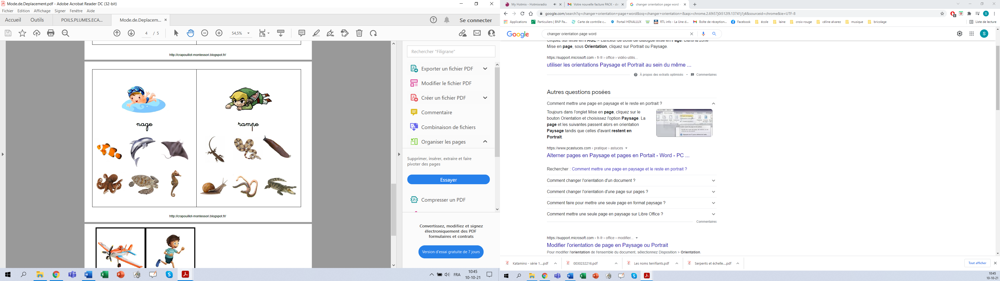 Mode.de.Deplacement.pdf - Adobe Acrobat Reader DC (32-bit)
Fichier Edition Affichage Signer Fenêtre Aide
Accueil Outils POILS.PLUMES.ECA... Mode.de.Deplacem... × Se connecter
4 / 5 54,5%
http://crapouillot-montessori.blogspot.fr/
nage
rampe
http://crapouillot-montessori.blogspot.fr/
Rechercher "Filigrane"
Exporter un fichier PDF
Modifier le fichier PDF
Créer un fichier PDF
Commentaire
Combinaison de fichiers
Organiser les pages
Supprimer, insérer, extraire et faire
pivoter des pages
Essayer
Compresser un PDF
Convertissez, modifiez et signez
électroniquement des PDF
formulaires et contrats
Version d'essai gratuite de 7 jours
FRA
10:45
10-10-21
My Hotmix - Hotmixradio
Votre nouvelle facture PACK - de
changer orientation page word -
google.com/search?q=changer+orientation+page+word&oq=changer+orientation+&aqs=chrome.2.69i57j0i512l9.13741j1j4&sourceid=chrome&ie=UTF-8
Applications Particuliers | BNP Pa... Carte de contrôle c... Portail HENALLUX RTL info - La Une d... Boîte de réception... Facebook école laine croix-rouge céline alvarez musique bricolage Liste de lecture
Google changer orientation page word S
Cliquez sur Mise en PAGE > Lanceur de boîte de dialogue Mise en Page. Dans la zone
Mise en page, sous Orientation, cliquez sur Portrait ou Paysage.
https://support.microsoft.com › fr-fr › office › vidéo-utilis...
utiliser les orientations Paysage et Portrait au sein du même ...
À propos des extraits optimisés • Commentaires
Autres questions posées
Comment mettre une page en paysage et le reste en portrait ?
Toujours dans l'onglet Mise en page, cliquez sur le
bouton Orientation et choisissez l'option Paysage. La
page et les suivantes passent alors en orientation
Paysage tandis que celles d'avant restent en
Portrait.
https://www.pcastuces.com › pratique › astuces
Alterner pages en Paysage et pages en Portait - Word - PC ...
Rechercher : Comment mettre une page en paysage et le reste en portrait ?
Comment changer l'orientation d'un document ?
Comment changer l'orientation d'une page sur pages ?
Comment faire pour mettre une seule page en format paysage ?
Comment mettre une seule page en paysage sur Libre Office ?
Commentaires
https://support.microsoft.com › fr-fr › office › modifier...
Modifier l'orientation de page en Paysage ou Portrait
Pour modifier l'orientation de l'ensemble du document, sélectionnez Disposition > Orientation.
Katamino - série 1....pdf 0030232216.pdf Les noms terrifiants.pdf Serpents et échelle....pdf Tout afficher
10:45
10-10-21